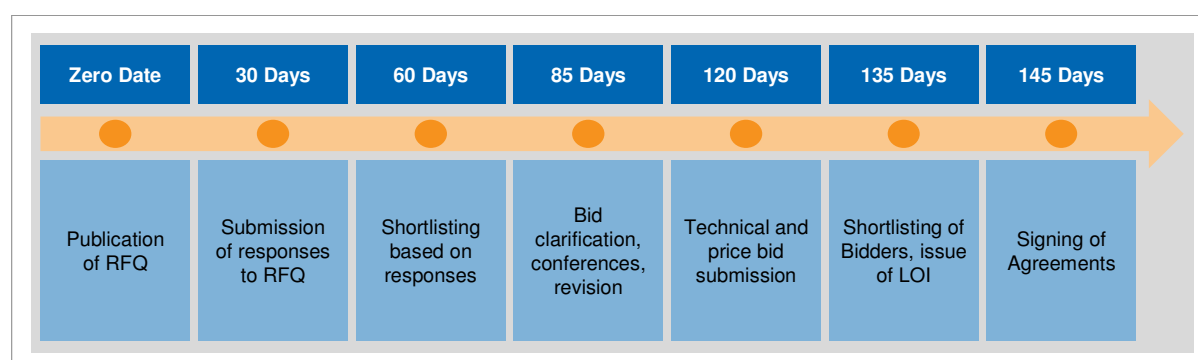 Zero Date
30 Days
60 Days
85 Days
120 Days
135 Days
145 Days
Publication
of RFQ
Submission
of responses
to RFQ
Shortlisting
based on
responses
Bid
clarification,
conferences,
revision
Technical and
price bid
submission
Shortlisting of
Bidders, issue
of LOI
Signing of
Agreements